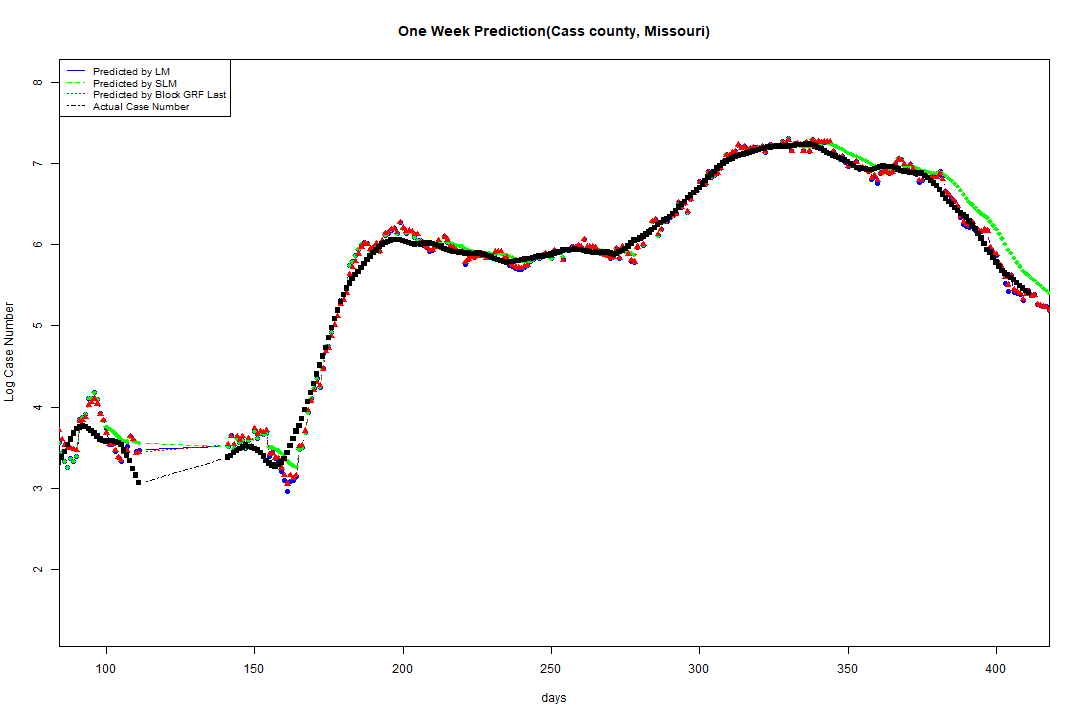 One Week Prediction(Cass county, Missouri)
Predicted by LM
Predicted by SLM
Predicted by Block GRF Last
Actual Case Number
8
7
6
5
4
3
2
Log Case Number
100 150 200 250 300 350 400
days